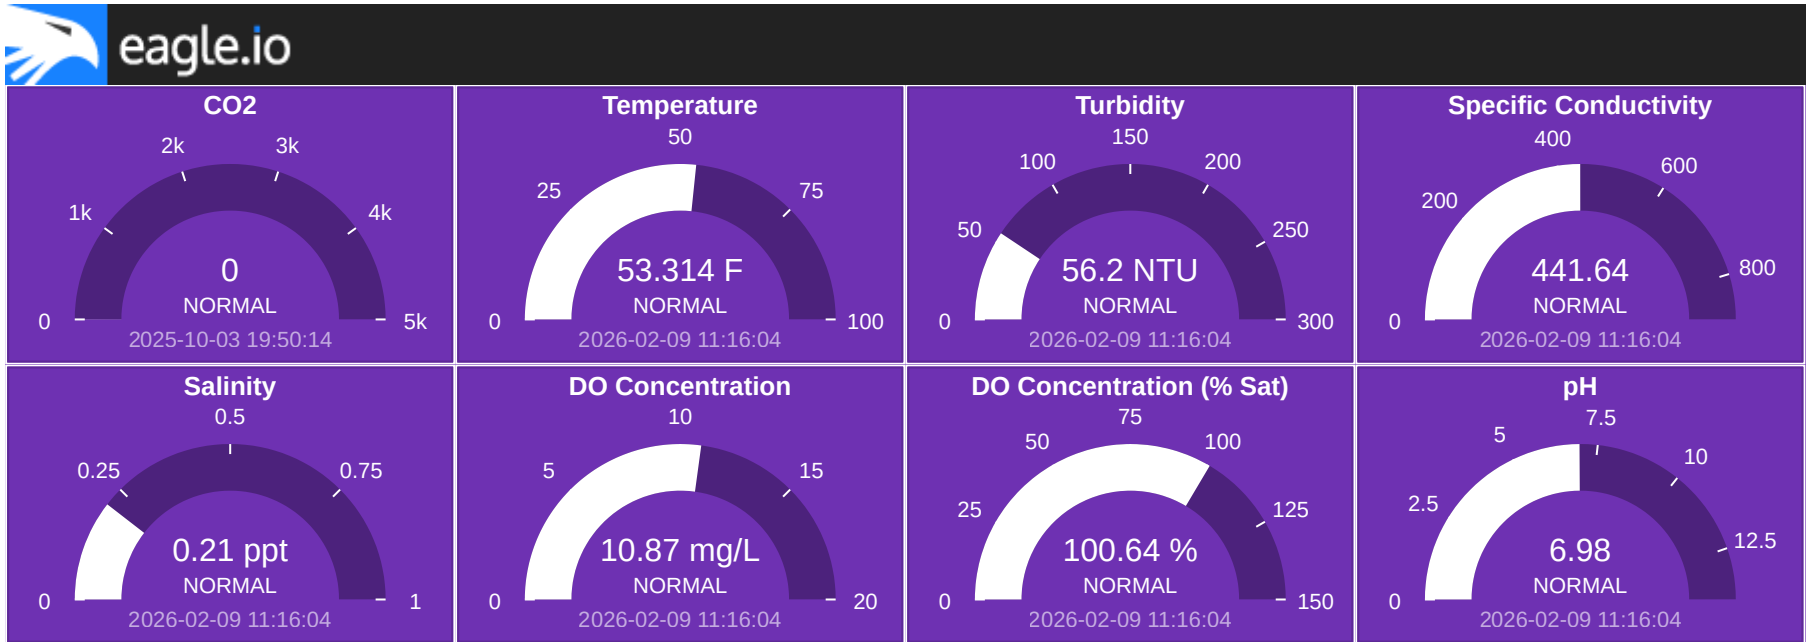 eagle.io
CO2
0
1k
2k
3k
4k
5k
0
NORMAL
2025-10-03 19:50:14
Temperature
0
25
50
75
100
53.314 F
NORMAL
2026-02-09 11:16:04
Turbidity
0
50
100
150
200
250
300
56.2 NTU
NORMAL
2026-02-09 11:16:04
Specific Conductivity
0
200
400
600
800
441.64
NORMAL
2026-02-09 11:16:04
Salinity
0
0.25
0.5
0.75
1
0.21 ppt
NORMAL
2026-02-09 11:16:04
DO Concentration
0
5
10
15
20
10.87 mg/L
NORMAL
2026-02-09 11:16:04
DO Concentration (% Sat)
0
25
50
75
100
125
150
100.64 %
NORMAL
2026-02-09 11:16:04
pH
0
2.5
5
7.5
10
12.5
6.98
NORMAL
2026-02-09 11:16:04